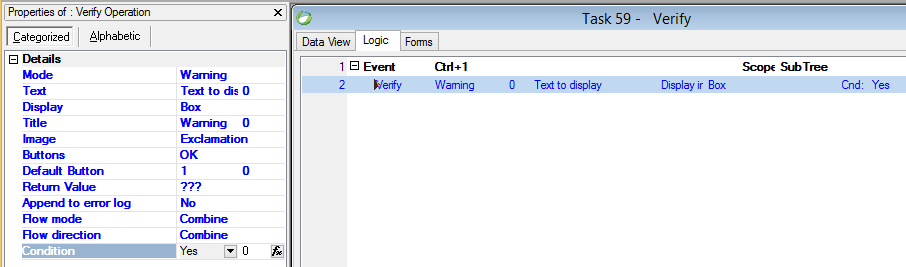 Properties of : Verify Operation
Categorized Alphabetic
Details
Mode Warning
Text Text to dis 0
Display Box
Title Warning 0
Image Exclamation
Buttons OK
Default Button 1 0
Return Value ???
Append to error log No
Flow mode Combine
Flow direction Combine
Condition Yes 0 fx
Task 59 - Verify
Data View Logic Forms
1 Event Ctrl+1 Scope SubTree
2 Verify Warning 0 Text to display Display in Box Cnd: Yes